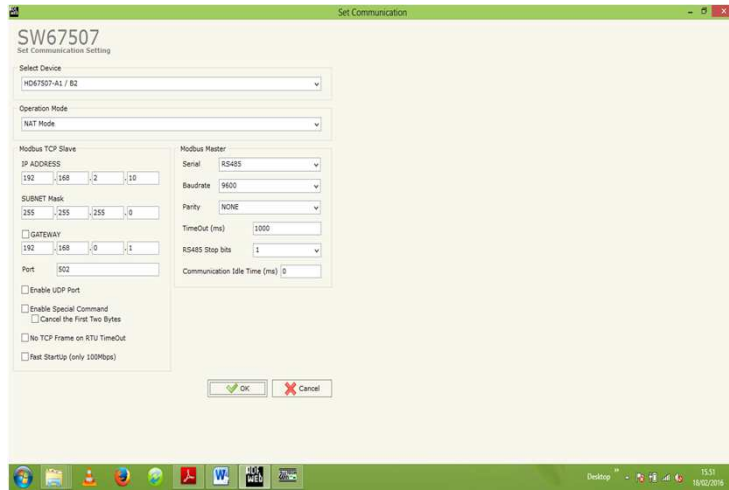 Set Communication
SW67507
Set Communication Setting
Select Device
HD67507-A1 / B2
Operation Mode
NAT Mode
Modbus TCP Slave
IP ADDRESS
192 . 168 . 2 . 10
SUBNET Mask
255 . 255 . 255 . 0
GATEWAY
192 . 168 . 0 . 1
Port 502
Enable UDP Port
Enable Special Command
Cancel the First Two Bytes
No TCP Frame on RTU TimeOut
Fast StartUp (only 100Mbps)
Modbus Master
Serial RS485
Baudrate 9600
Parity NONE
TimeOut (ms) 1000
RS485 Stop bits 1
Communication Idle Time (ms) 0
OK Cancel
Desktop
15.51
18/02/2016